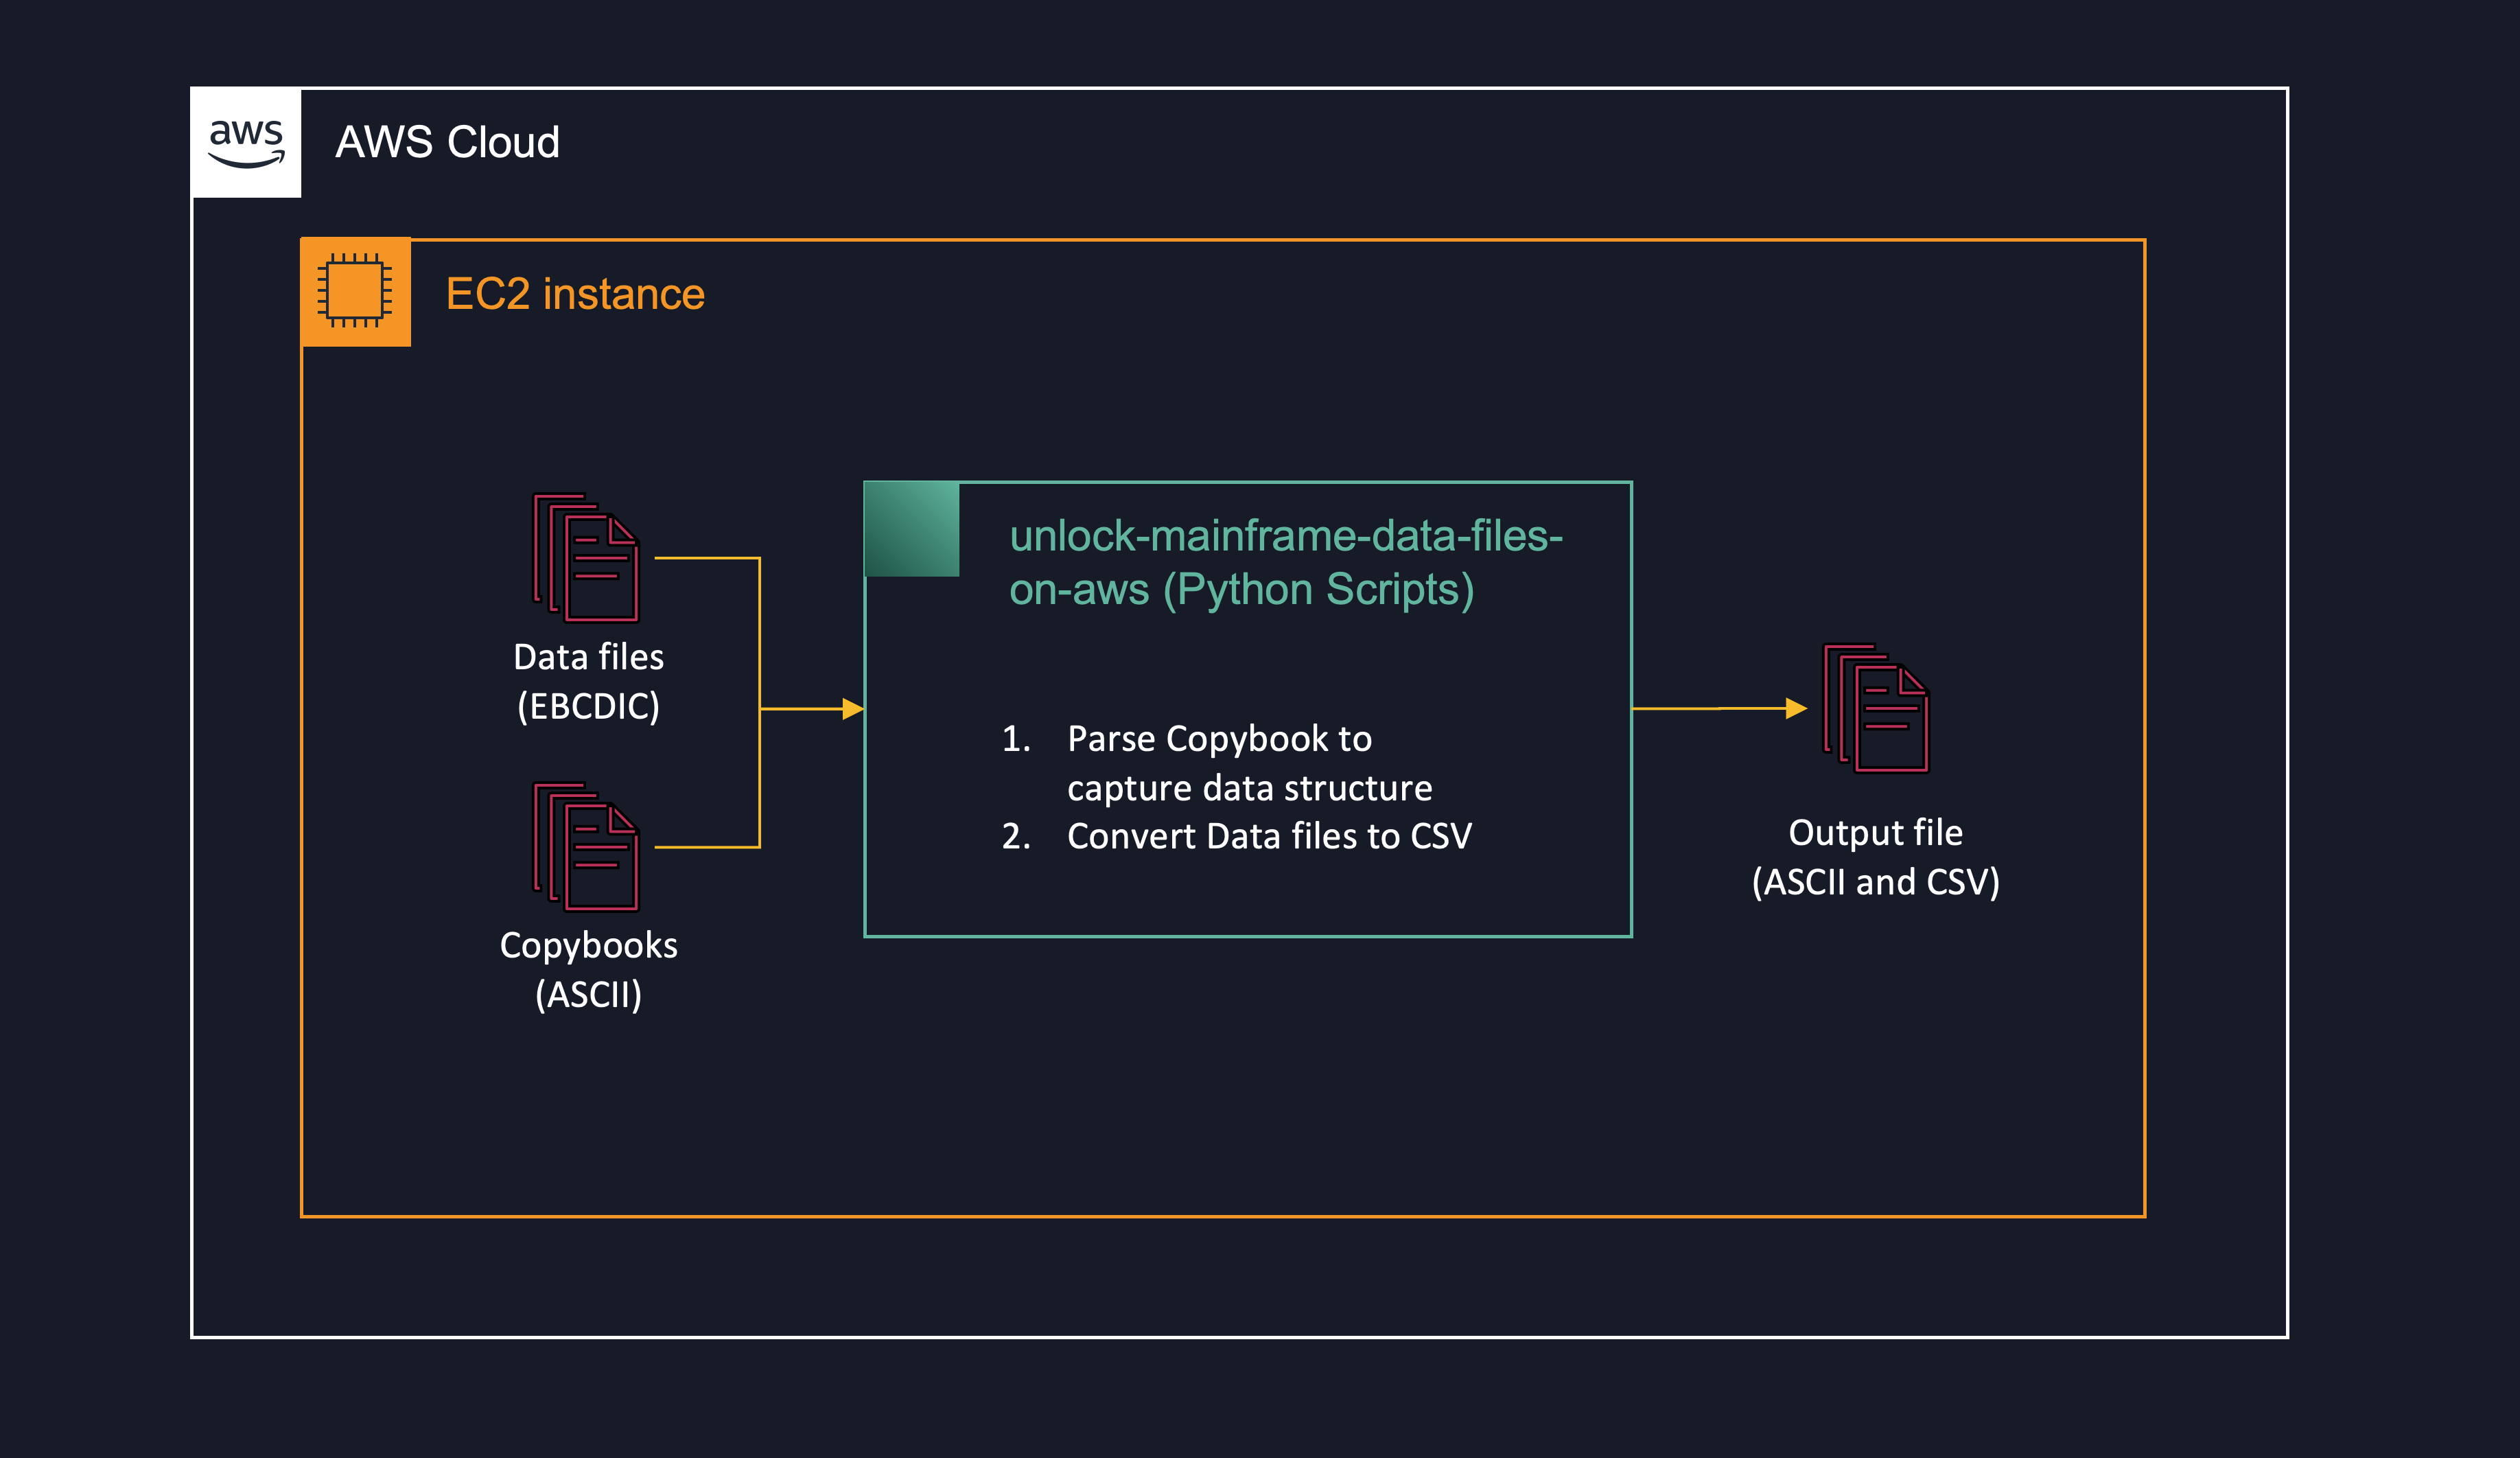 aws
AWS Cloud
EC2 instance
Data files
(EBCDIC)
Copybooks
(ASCII)
unlock-mainframe-data-files-
on-aws (Python Scripts)
1. Parse Copybook to
capture data structure
2. Convert Data files to CSV
Output file
(ASCII and CSV)